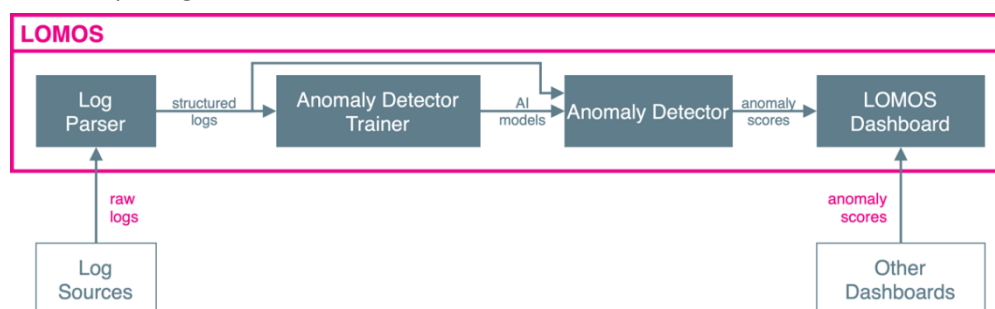 LOMOS
Log
Parser
structured
logs
Anomaly Detector
Trainer
AI
models
Anomaly Detector
anomaly
scores
LOMOS
Dashboard
raw
logs
anomaly
scores
Log
Sources
Other
Dashboards